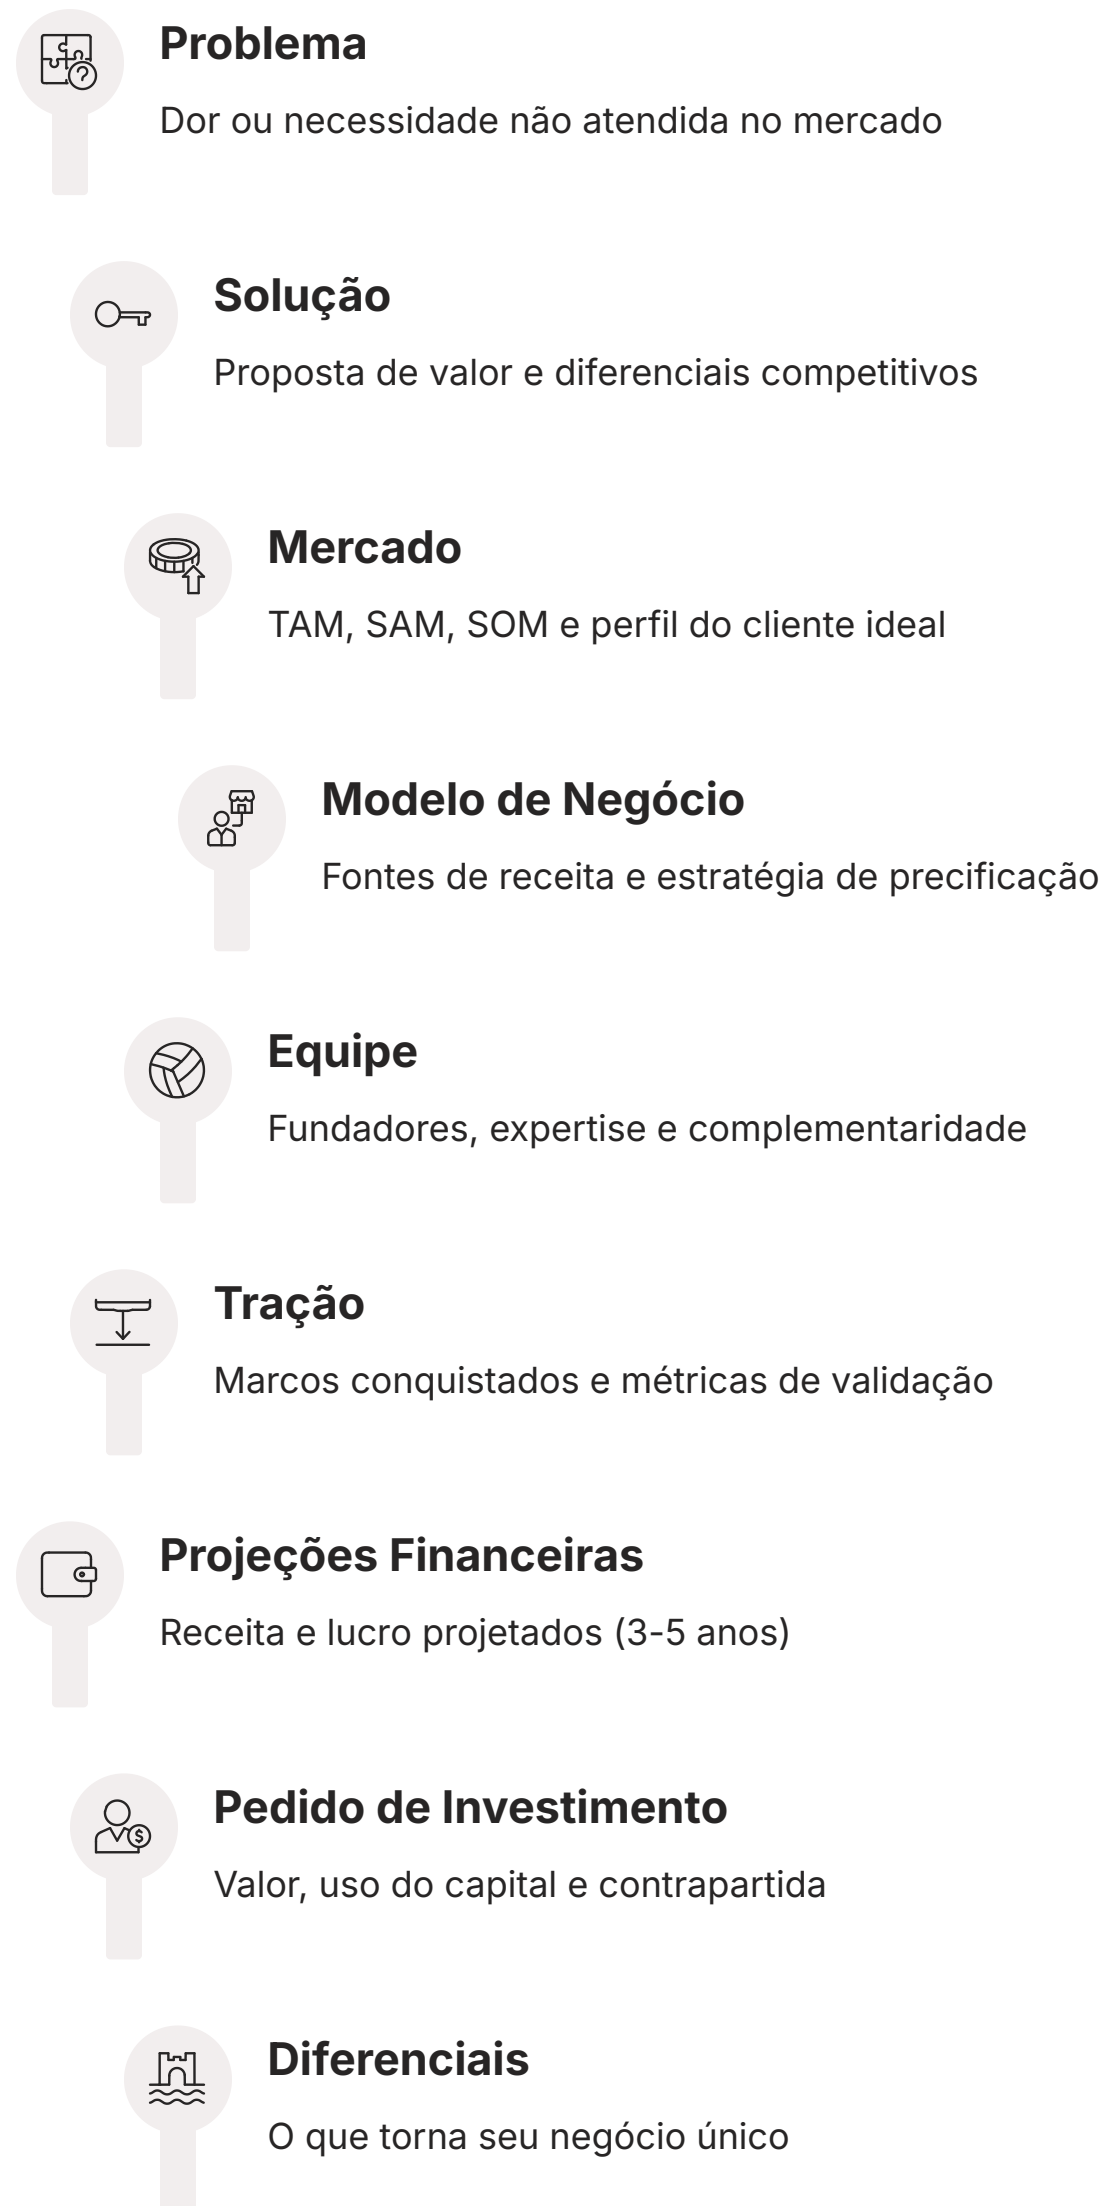 Problema
Dor ou necessidade não atendida no mercado
Solução
Proposta de valor e diferenciais competitivos
Mercado
TAM, SAM, SOM e perfil do cliente ideal
Modelo de Negócio
Fontes de receita e estratégia de precificação
Equipe
Fundadores, expertise e complementaridade
Tração
Marcos conquistados e métricas de validação
Projeções Financeiras
Receita e lucro projetados (3-5 anos)
Pedido de Investimento
Valor, uso do capital e contrapartida
Diferenciais
O que torna seu negócio único